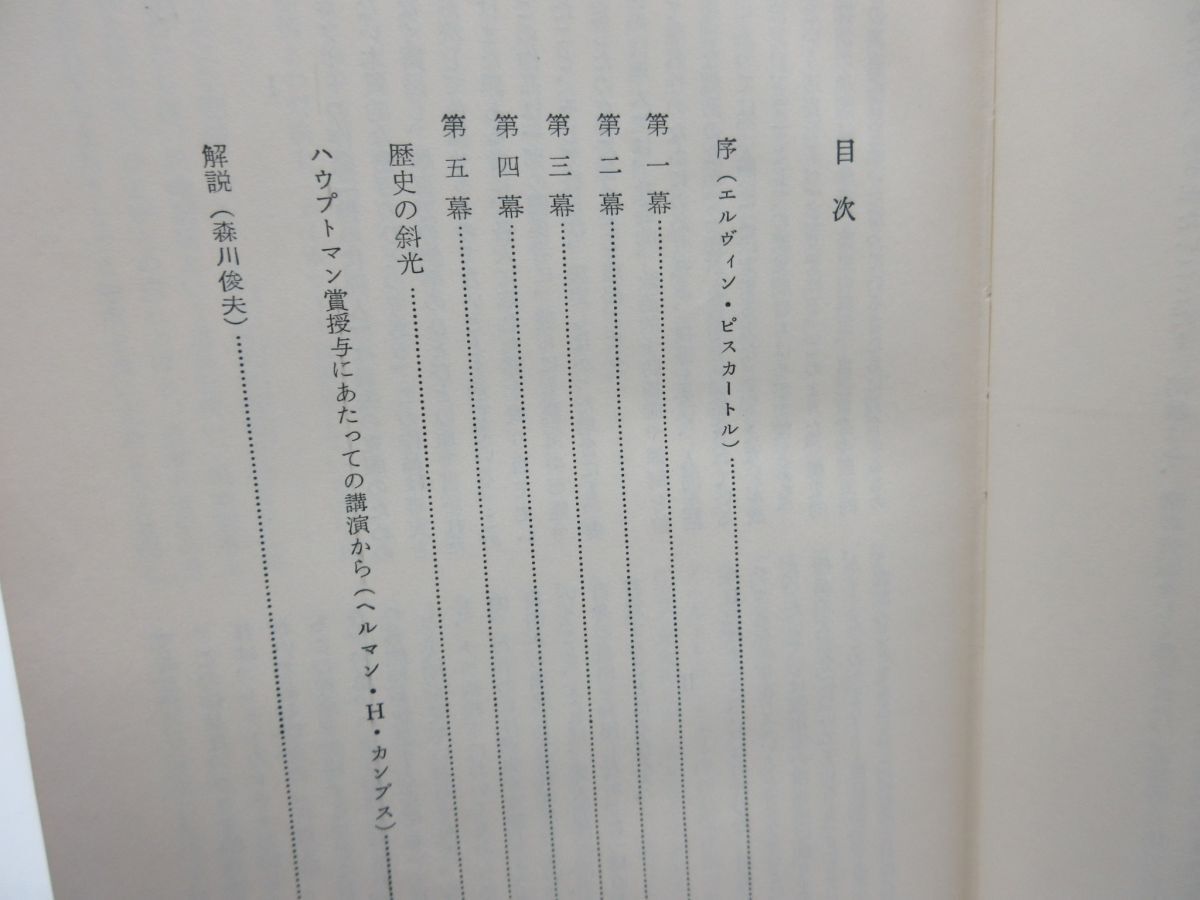 目次
序（エルヴィン・ピスカートル）
第一幕
第二幕
第三幕
第四幕
第五幕
歴史の斜光
ハウプトマン賞授与にあたっての講演から（ヘルマン・H・カンプス）
解説（森川俊夫）